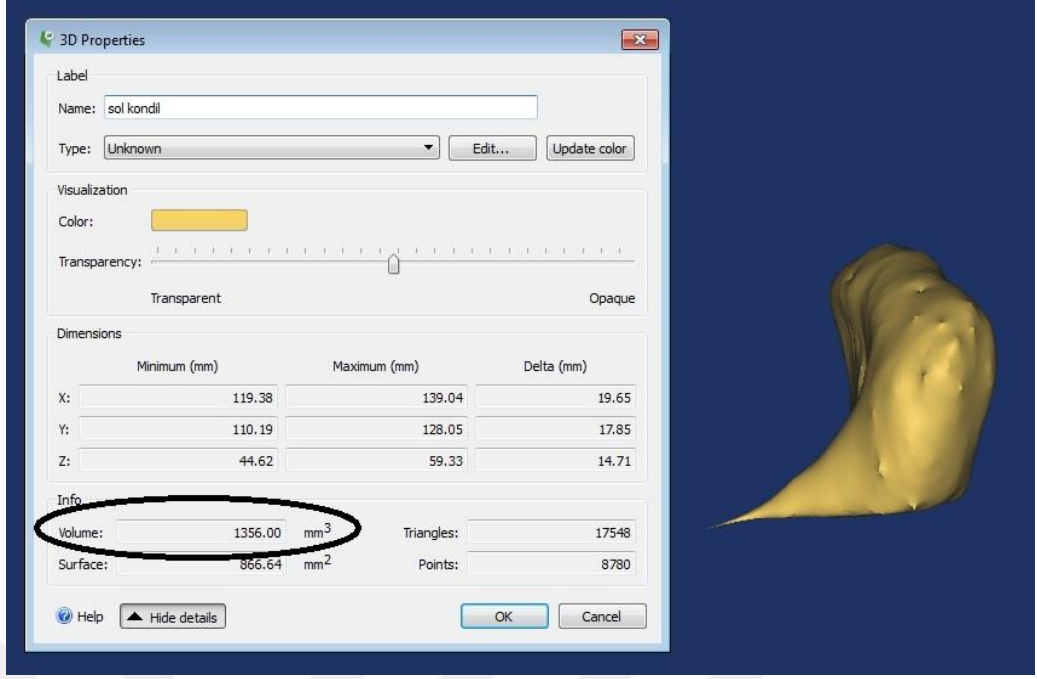 3D Properties
Label
Name: sol kondil
Type: Unknown Edit... Update color
Visualization
Color:
Transparency:
Transparent Opaque
Dimensions
Minimum (mm) Maximum (mm) Delta (mm)
X: 119.38 139.04 19.65
Y: 110.19 128.05 17.85
Z: 44.62 59.33 14.71
Info
Volume: 1356.00 mm3 Triangles: 17548
Surface: 866.64 mm2 Points: 8780
Help Hide details OK Cancel